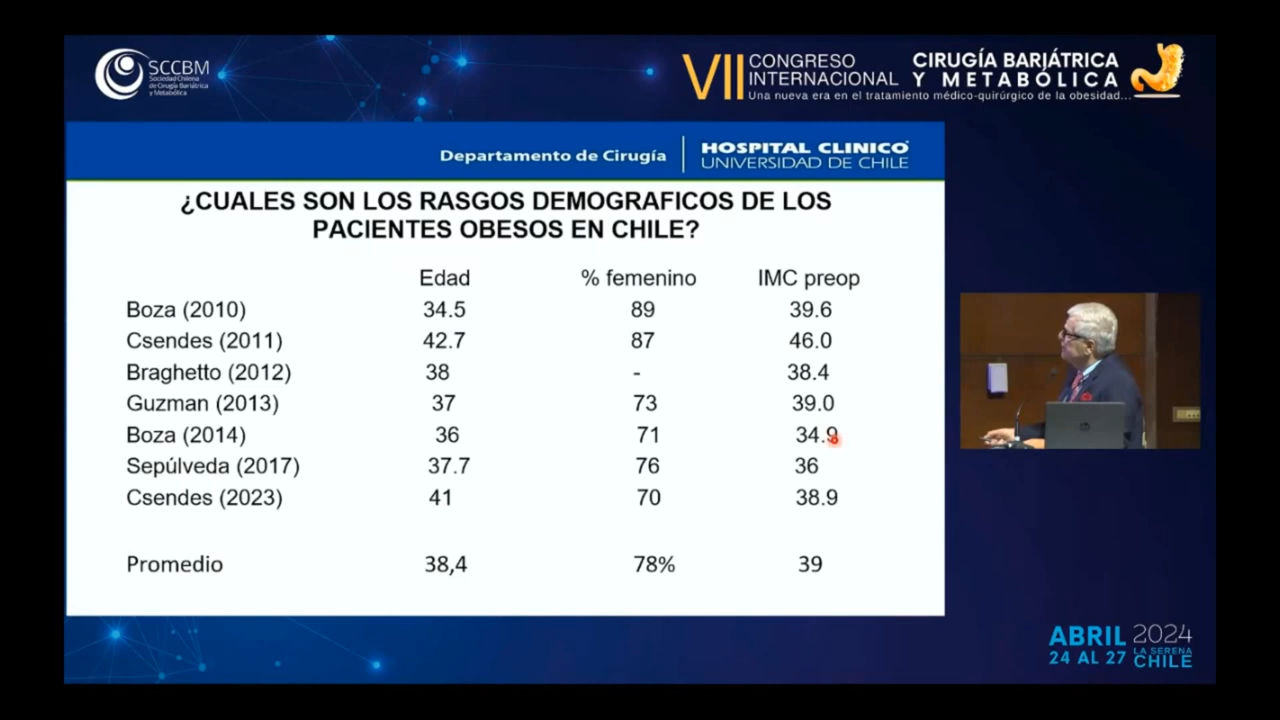 SCCBM
Sociedad Chilena
de Cirugía Bariátrica
y Metabólica
VII CONGRESO INTERNACIONAL
CIRUGÍA BARIÁTRICA
Y METABÓLICA
Una nueva era en el tratamiento médico-quirúrgico de la obesidad...
Departamento de Cirugía
HOSPITAL CLINICO
UNIVERSIDAD DE CHILE
¿CUALES SON LOS RASGOS DEMOGRAFICOS DE LOS
PACIENTES OBESOS EN CHILE?
Edad % femenino IMC preop
Boza (2010) 34.5 89 39.6
Csendes (2011) 42.7 87 46.0
Braghetto (2012) 38 - 38.4
Guzman (2013) 37 73 39.0
Boza (2014) 36 71 34.9
Sepúlveda (2017) 37.7 76 36
Csendes (2023) 41 70 38.9
Promedio 38,4 78% 39
ABRIL 2024
24 AL 27 LA SERENA
CHILE